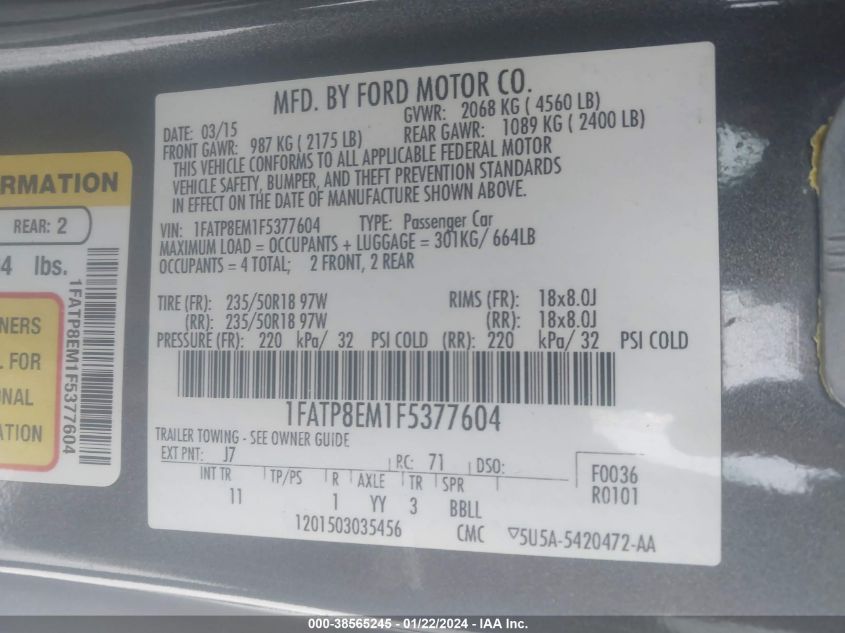 MFD. BY FORD MOTOR CO.
DATE: 03/15 GVWR: 2068 KG ( 4560 LB)
FRONT GAWR: 987 KG ( 2175 LB) REAR GAWR: 1089 KG ( 2400 LB)
THIS VEHICLE CONFORMS TO ALL APPLICABLE FEDERAL MOTOR
VEHICLE SAFETY, BUMPER, AND THEFT PREVENTION STANDARDS
IN EFFECT ON THE DATE OF MANUFACTURE SHOWN ABOVE.
VIN: 1FATP8EM1F5377604 TYPE: Passenger Car
MAXIMUM LOAD = OCCUPANTS + LUGGAGE = 301KG/ 664LB
OCCUPANTS = 4 TOTAL; 2 FRONT, 2 REAR
TIRE (FR): 235/50R18 97W RIMS (FR): 18x8.0J
(RR): 235/50R18 97W (RR): 18x8.0J
PRESSURE (FR): 220 kPa/ 32 PSI COLD (RR): 220 kPa/ 32 PSI COLD
1FATP8EM1F5377604
TRAILER TOWING - SEE OWNER GUIDE
EXT PNT: J7 RC: 71 DSO: F0036
INT TR TP/PS R AXLE TR SPR R0101
11 1 YY 3 BBLL
1201503035456 CMC 5U5A-5420472-AA
RMATION
REAR: 2
4 lbs.
1FATP8EM1F5377604
NERS
L FOR
NAL
ATION
1200-38565245 - 01/22/2024 - IAA Inc.